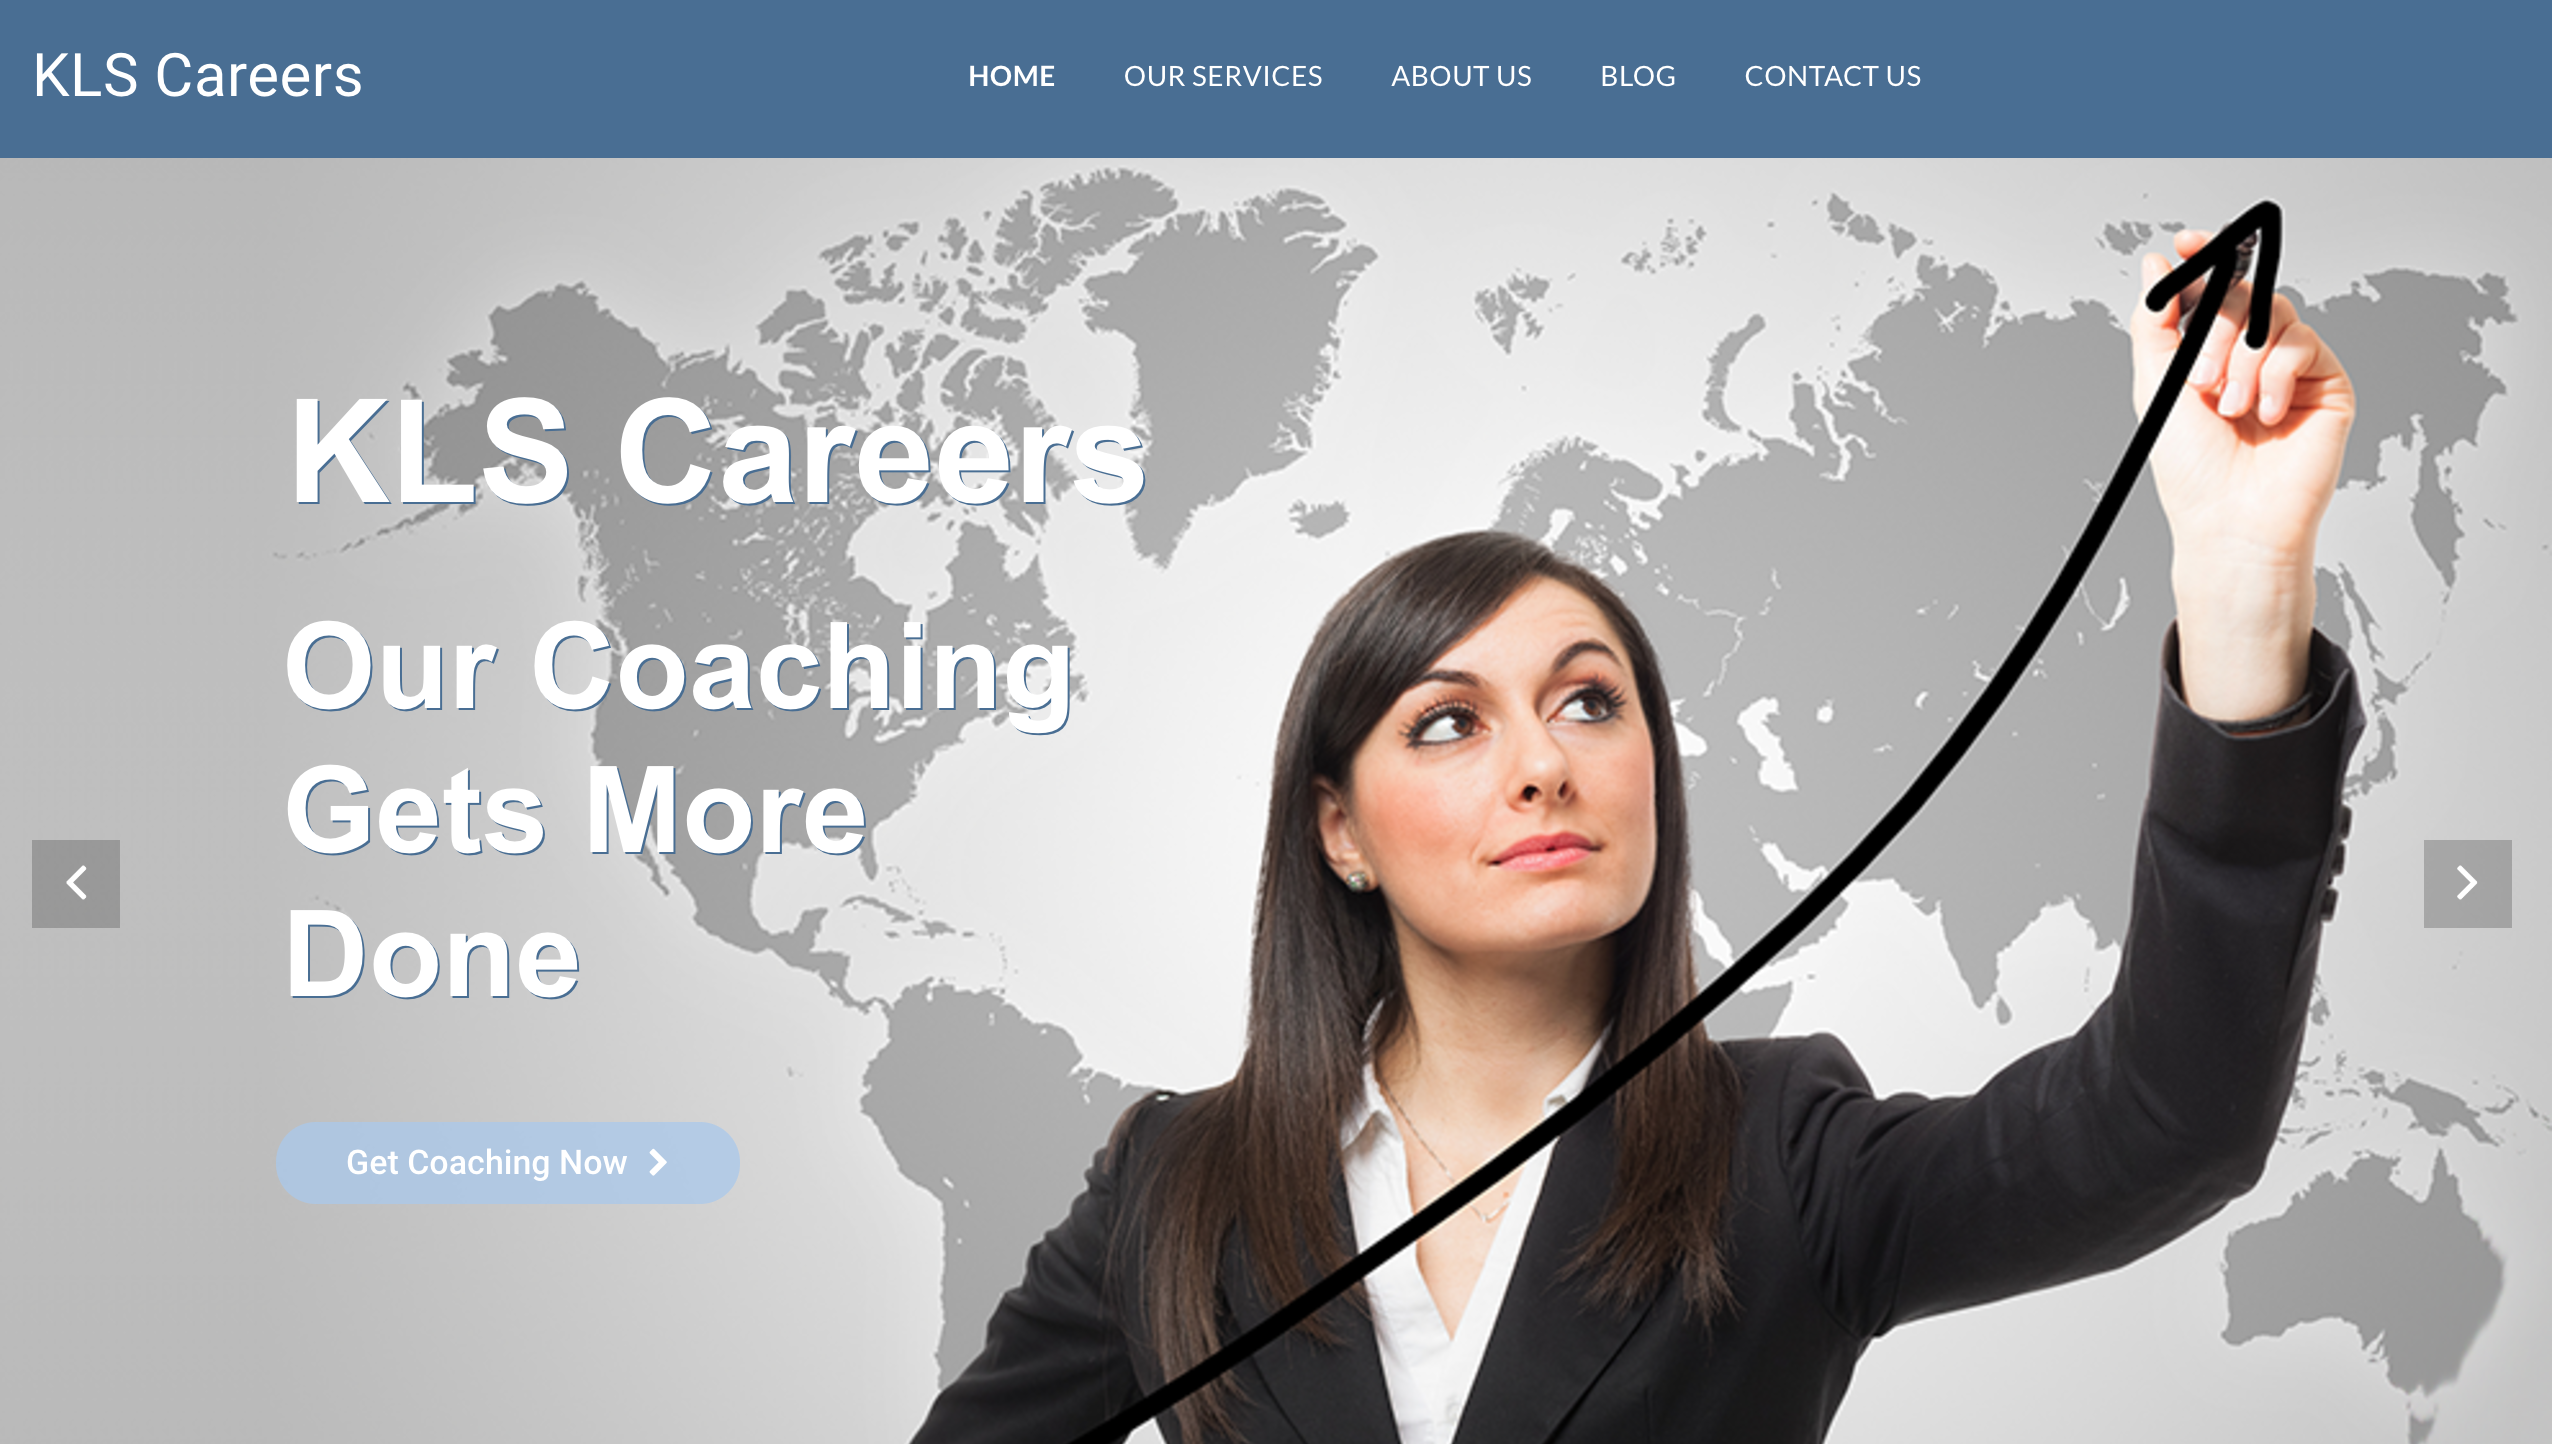 KLS Careers
HOME OUR SERVICES ABOUT US BLOG CONTACT US
KLS Careers
Our Coaching
Gets More
Done
Get Coaching Now